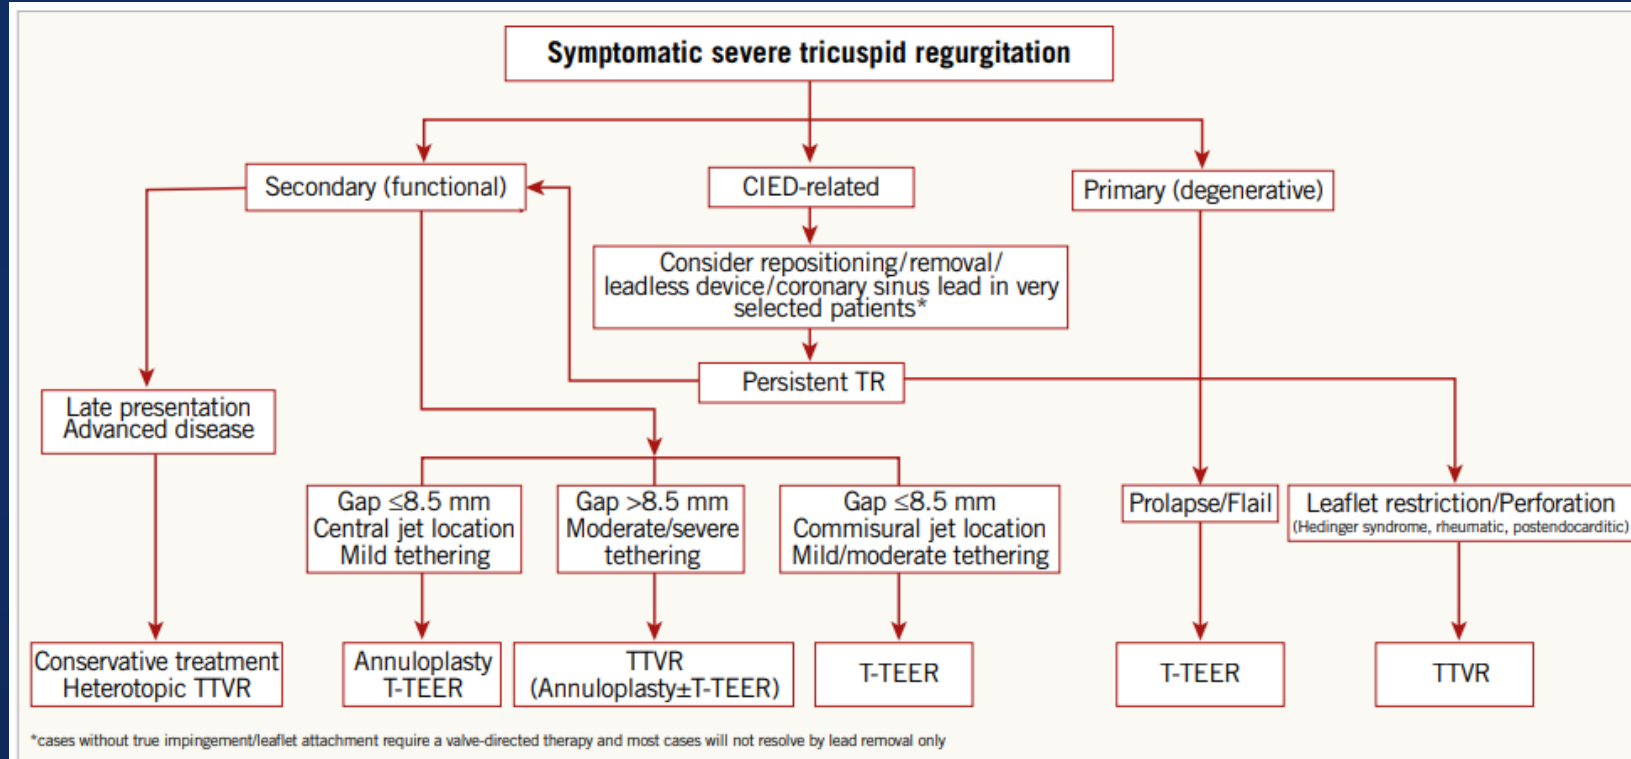 Symptomatic severe tricuspid regurgitation
Secondary (functional)
CIED-related
Primary (degenerative)
Consider repositioning/removal/
leadless device/coronary sinus lead in very
selected patients*
Persistent TR
Late presentation
Advanced disease
Gap ≤8.5 mm
Central jet location
Mild tethering
Gap >8.5 mm
Moderate/severe
tethering
Gap ≤8.5 mm
Commisural jet location
Mild/moderate tethering
Prolapse/Flail
Leaflet restriction/Perforation
(Hedinger syndrome, rheumatic, postendocarditic)
Conservative treatment
Heterotopic TTVR
Annuloplasty
T-TEER
TTVR
(Annuloplasty±T-TEER)
T-TEER
T-TEER
TTVR
*cases without true impingement/leaflet attachment require a valve-directed therapy and most cases will not resolve by lead removal only